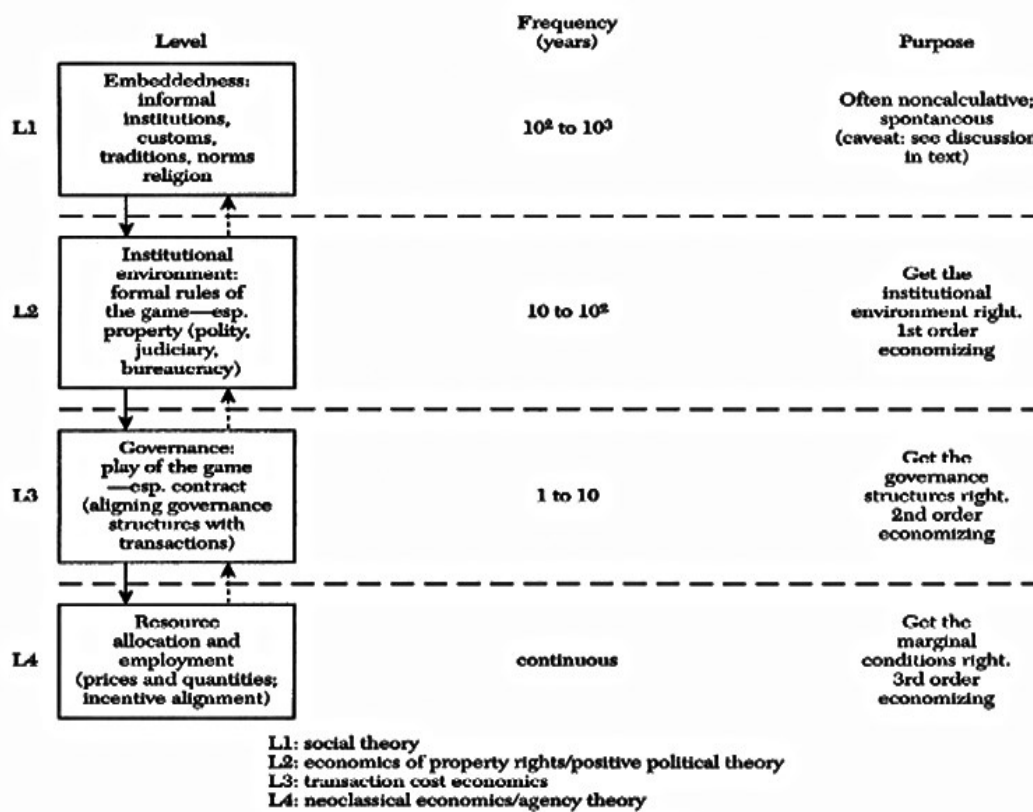 Level
Frequency
(years)
Purpose
L1
Embeddedness:
informal
institutions,
customs,
traditions, norms
religion
10² to 10³
Often noncalculative;
spontaneous
(caveat: see discussion
in text)
L2
Institutional
environment:
formal rules of
the game—esp.
property (polity,
judiciary,
bureaucracy)
10 to 10²
Get the
institutional
environment right.
1st order
economizing
L3
Governance:
play of the game
—esp. contract
(aligning governance
structures with
transactions)
1 to 10
Get the
governance
structures right.
2nd order
economizing
L4
Resource
allocation and
employment
(prices and quantities;
incentive alignment)
continuous
Get the
marginal
conditions right.
3rd order
economizing
L1: social theory
L2: economics of property rights/positive political theory
L3: transaction cost economics
L4: neoclassical economics/agency theory